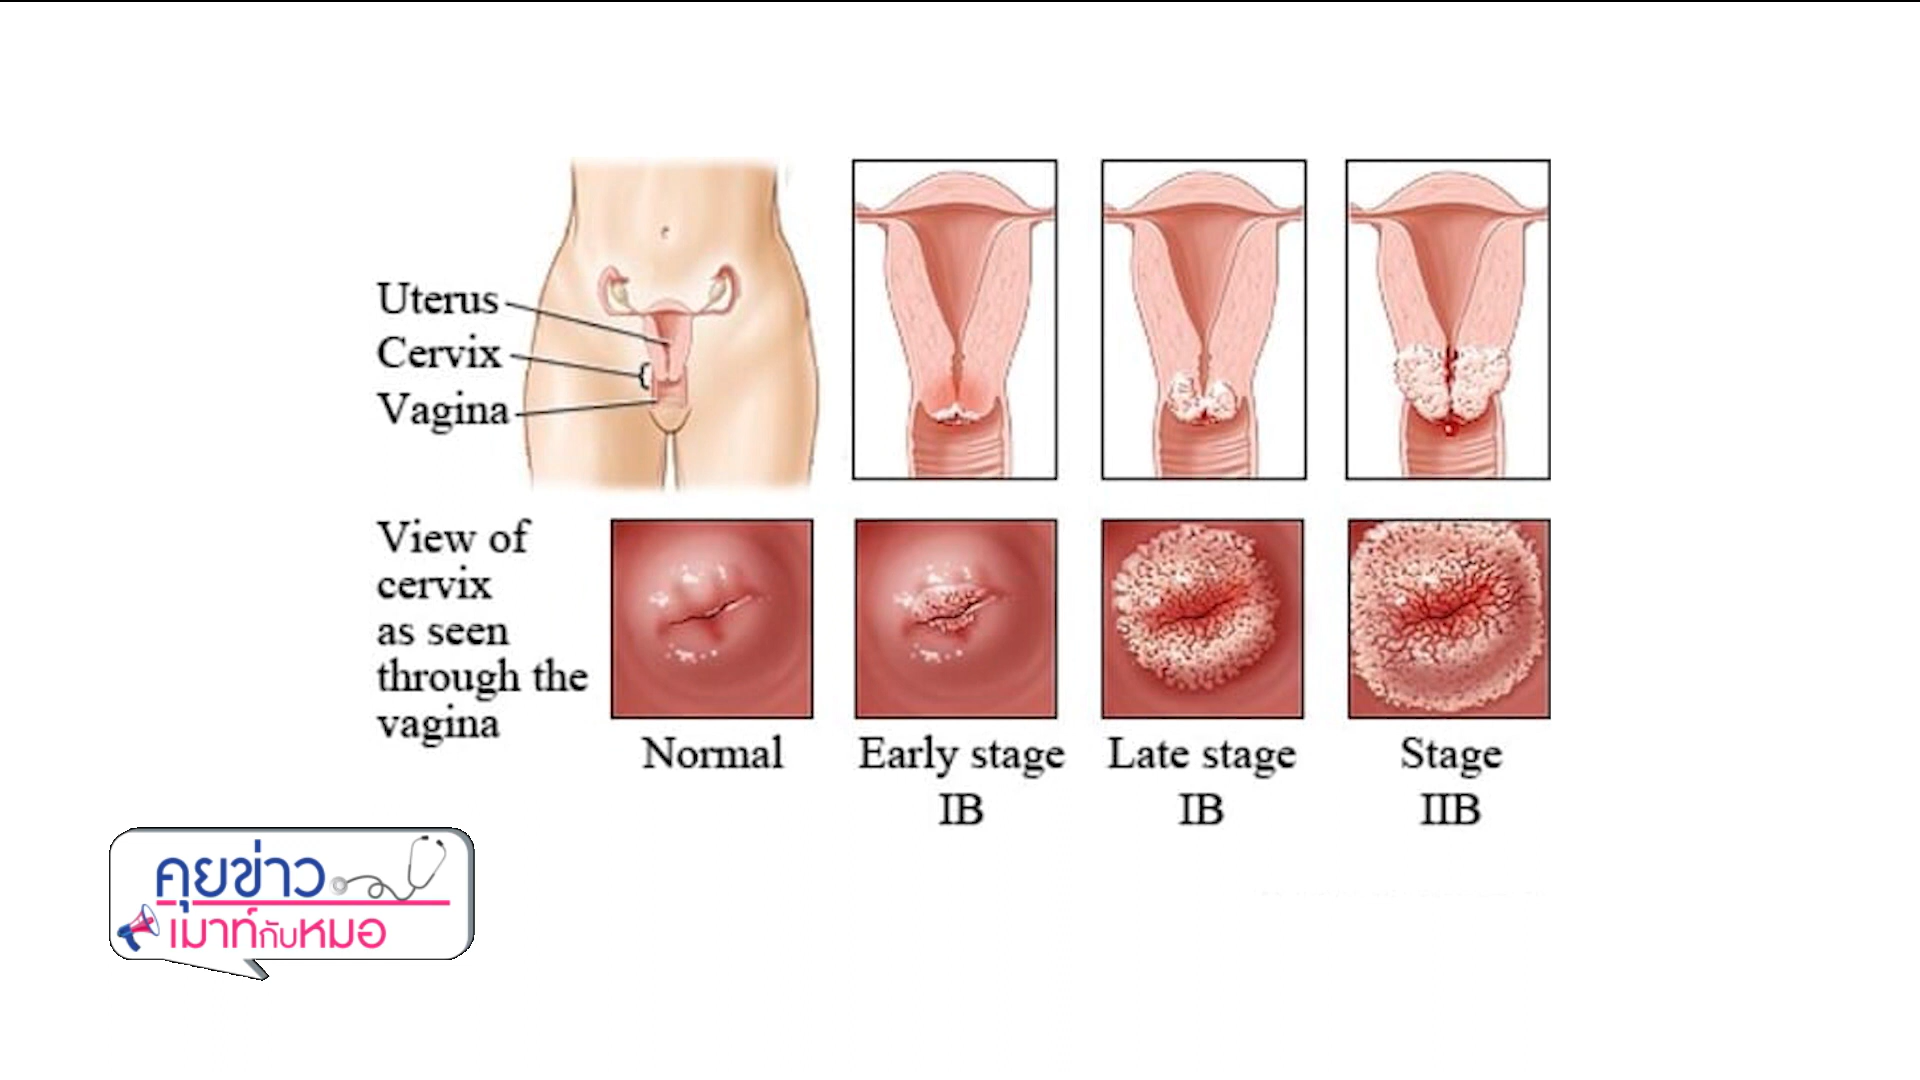 Uterus
Cervix
Vagina
View of
cervix
as seen
through the
vagina
Normal
Early stage
IB
Late stage
IB
Stage
IIB
คุยข่าว
เมาท์กับหมอ